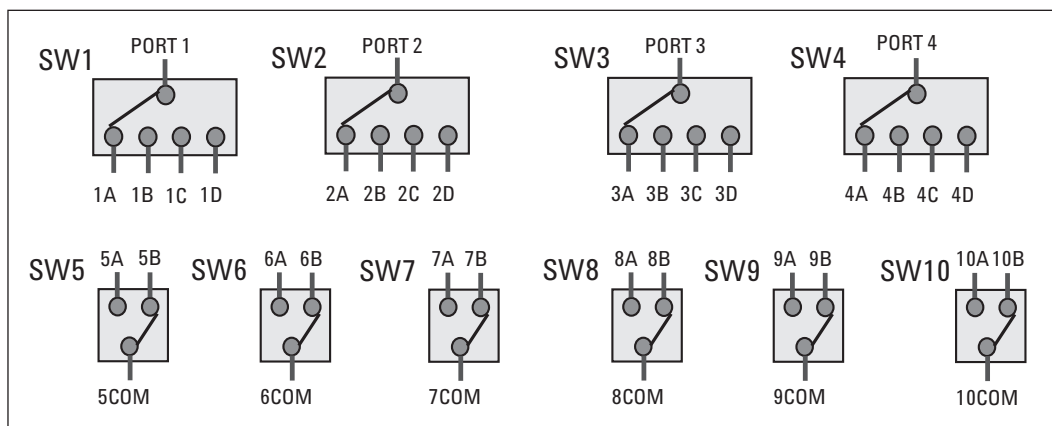 SW1 PORT 1 SW2 PORT 2 SW3 PORT 3 SW4 PORT 4
1A 1B 1C 1D 2A 2B 2C 2D 3A 3B 3C 3D 4A 4B 4C 4D
SW5 5A 5B SW6 6A 6B SW7 7A 7B SW8 8A 8B SW9 9A 9B SW10 10A 10B
5COM 6COM 7COM 8COM 9COM 10COM